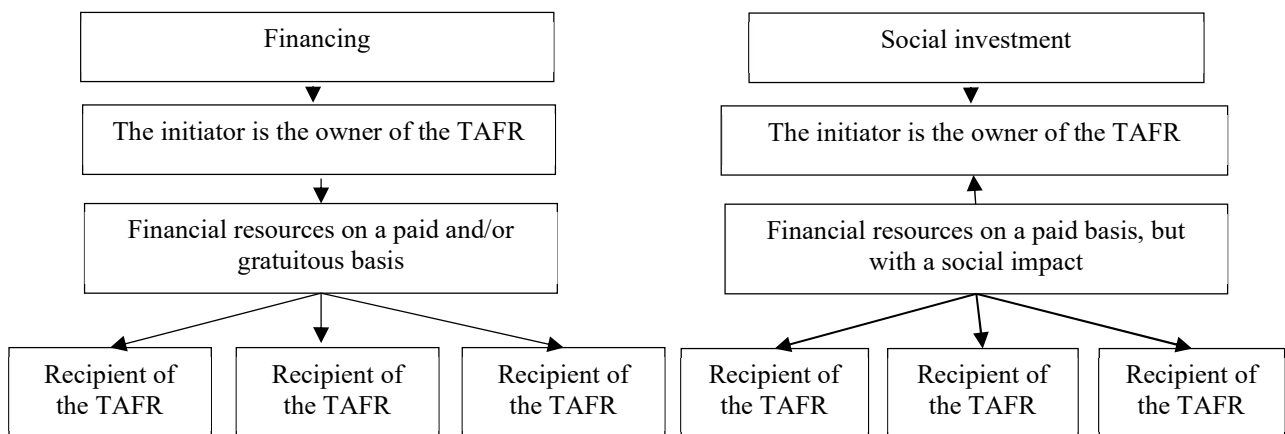 Financing
The initiator is the owner of the TAFR
Financial resources on a paid and/or
gratuitous basis
Recipient of
the TAFR
Recipient of
the TAFR
Recipient of
the TAFR
Social investment
The initiator is the owner of the TAFR
Financial resources on a paid basis, but
with a social impact
Recipient of
the TAFR
Recipient of
the TAFR
Recipient of
the TAFR